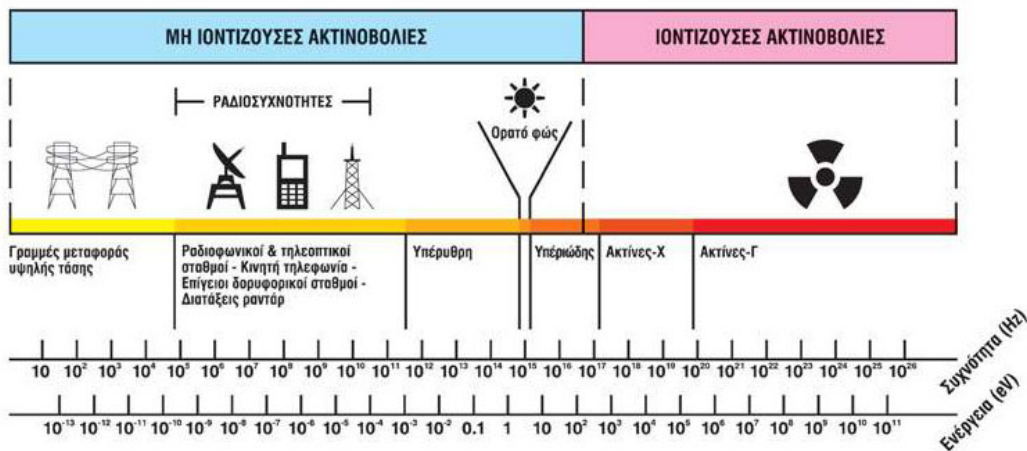 ΜΗ ΙΟΝΤΙΖΟΥΣΕΣ ΑΚΤΙΝΟΒΟΛΙΕΣ
ΙΟΝΤΙΖΟΥΣΕΣ ΑΚΤΙΝΟΒΟΛΙΕΣ
ΡΑΔΙΟΣΥΧΝΟΤΗΤΕΣ
Ορατό φώς
Γραμμές μεταφοράς
υψηλής τάσης
Ραδιοφωνικοί & τηλεοπτικοί
σταθμοί - Κινητή τηλεφωνία -
Επίγειοι δορυφορικοί σταθμοί -
Διατάξεις ραντάρ
Υπέρυθρη
Υπέριώδης
Ακτίνες-Χ
Ακτίνες-Γ
10 10² 10³ 10⁴ 10⁵ 10⁶ 10⁷ 10⁸ 10⁹ 10¹⁰ 10¹¹ 10¹² 10¹³ 10¹⁴ 10¹⁵ 10¹⁶ 10¹⁷ 10¹⁸ 10¹⁹ 10²⁰ 10²¹ 10²² 10²³ 10²⁴ 10²⁵ 10²⁶
Συχνότητα (Hz)
10⁻¹³ 10⁻¹² 10⁻¹¹ 10⁻¹⁰ 10⁻⁹ 10⁻⁸ 10⁻⁷ 10⁻⁶ 10⁻⁵ 10⁻⁴ 10⁻³ 10⁻² 0.1 1 10 10² 10³ 10⁴ 10⁵ 10⁶ 10⁷ 10⁸ 10⁹ 10¹⁰ 10¹¹
Ενέργεια (eV)